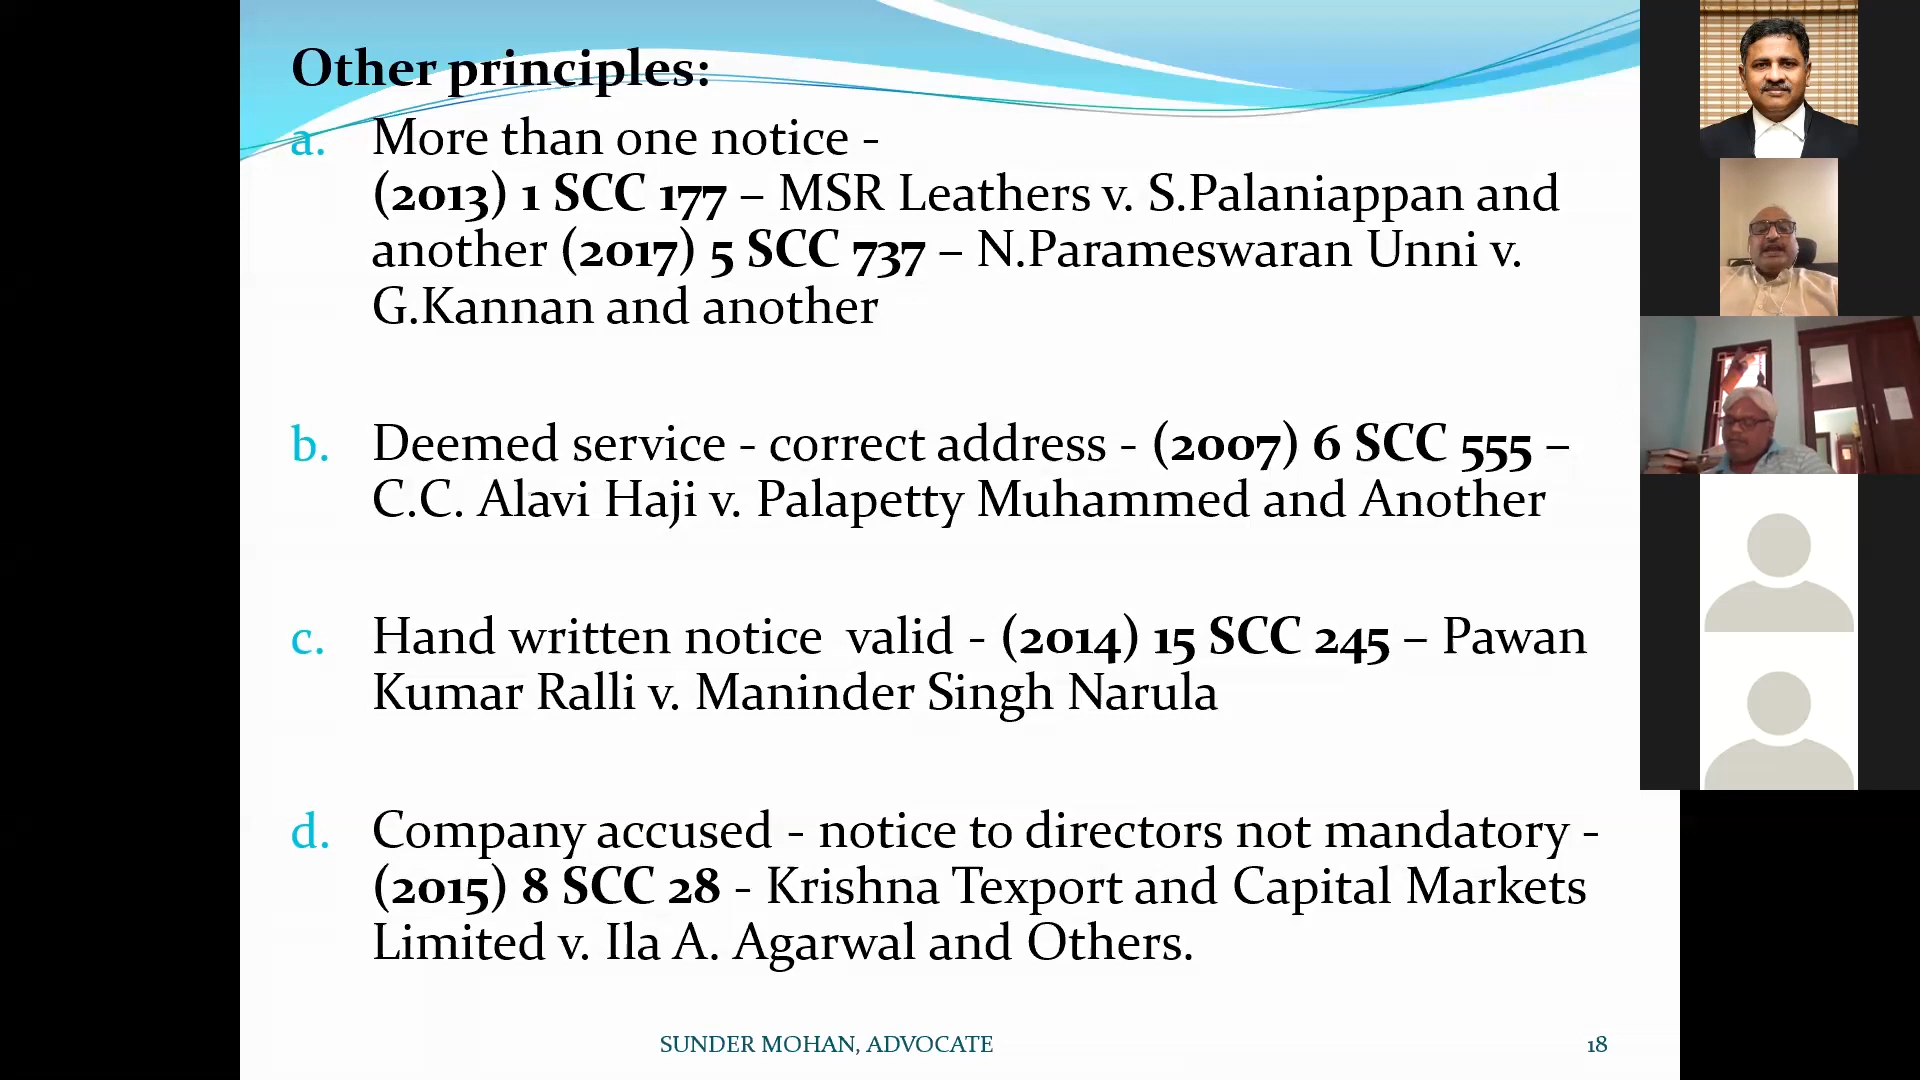 Other principles:
a. More than one notice -
(2013) 1 SCC 177 – MSR Leathers v. S.Palaniappan and
another (2017) 5 SCC 737 – N.Parameswaran Unni v.
G.Kannan and another
b. Deemed service - correct address - (2007) 6 SCC 555 –
C.C. Alavi Haji v. Palapetty Muhammed and Another
c. Hand written notice  valid - (2014) 15 SCC 245 – Pawan
Kumar Ralli v. Maninder Singh Narula
d. Company accused - notice to directors not mandatory -
(2015) 8 SCC 28 - Krishna Texport and Capital Markets
Limited v. Ila A. Agarwal and Others.
SUNDER MOHAN, ADVOCATE
18